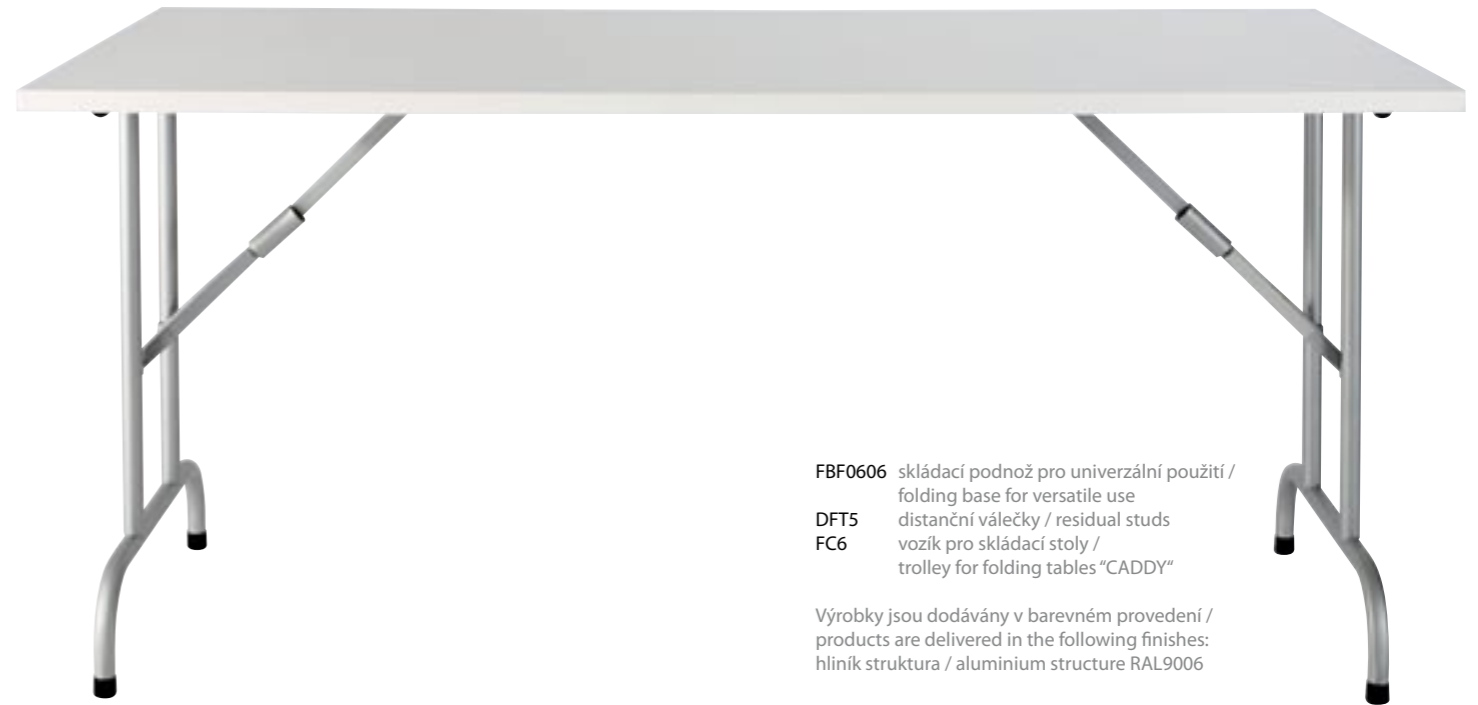 FBF0606 skládací podnož pro univerzální použití /
folding base for versatile use
DFT5 distanční válečky / residual studs
FC6 vozík pro skládací stoly /
trolley for folding tables “CADDY“
Výrobky jsou dodávány v barevném provedení /
products are delivered in the following finishes:
hliník struktura / aluminium structure RAL9006